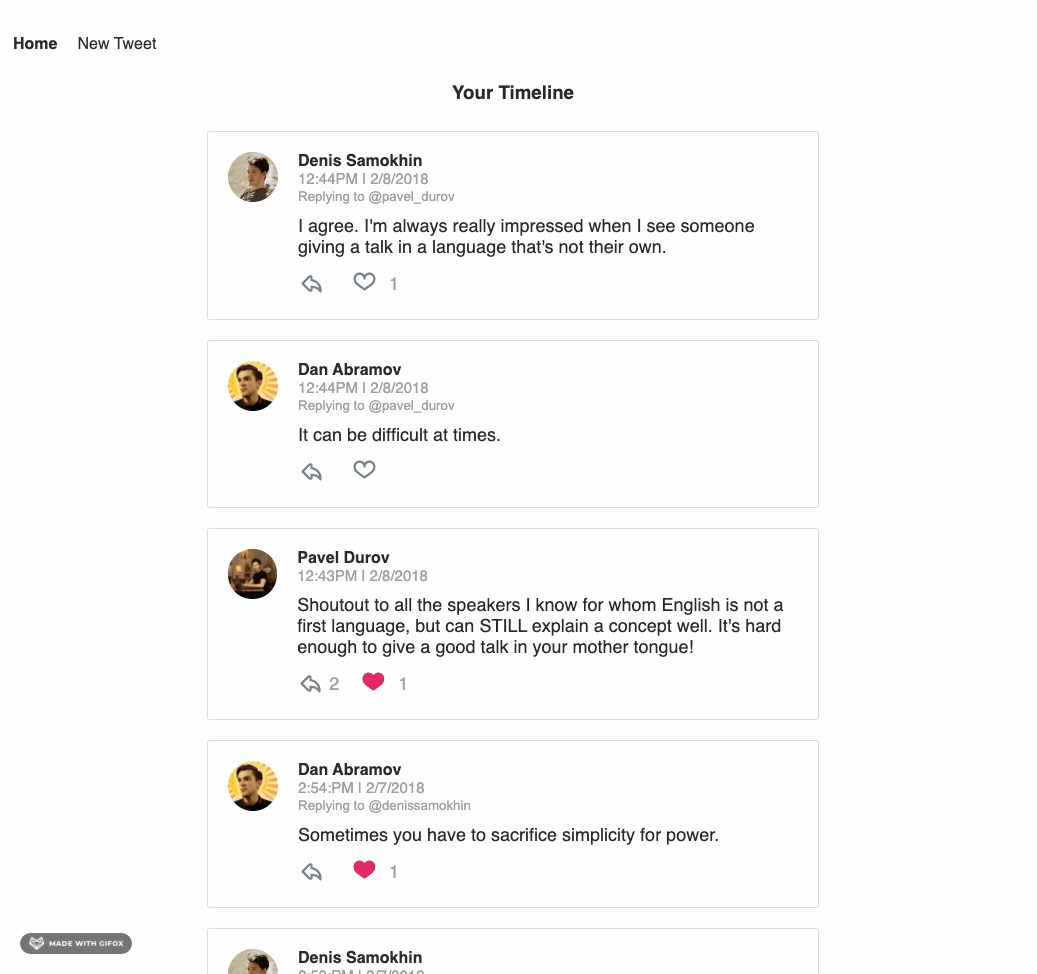 Home New Tweet
Your Timeline
Denis Samokhin
12:44PM | 2/8/2018
Replying to @pavel_durov
I agree. I'm always really impressed when I see someone
giving a talk in a language that's not their own.
1
Dan Abramov
12:44PM | 2/8/2018
Replying to @pavel_durov
It can be difficult at times.
Pavel Durov
12:43PM | 2/8/2018
Shoutout to all the speakers I know for whom English is not a
first language, but can STILL explain a concept well. It's hard
enough to give a good talk in your mother tongue!
2 1
Dan Abramov
2:54:PM | 2/7/2018
Replying to @denissamokhin
Sometimes you have to sacrifice simplicity for power.
1
MADE WITH GIFOX
Denis Samokhin